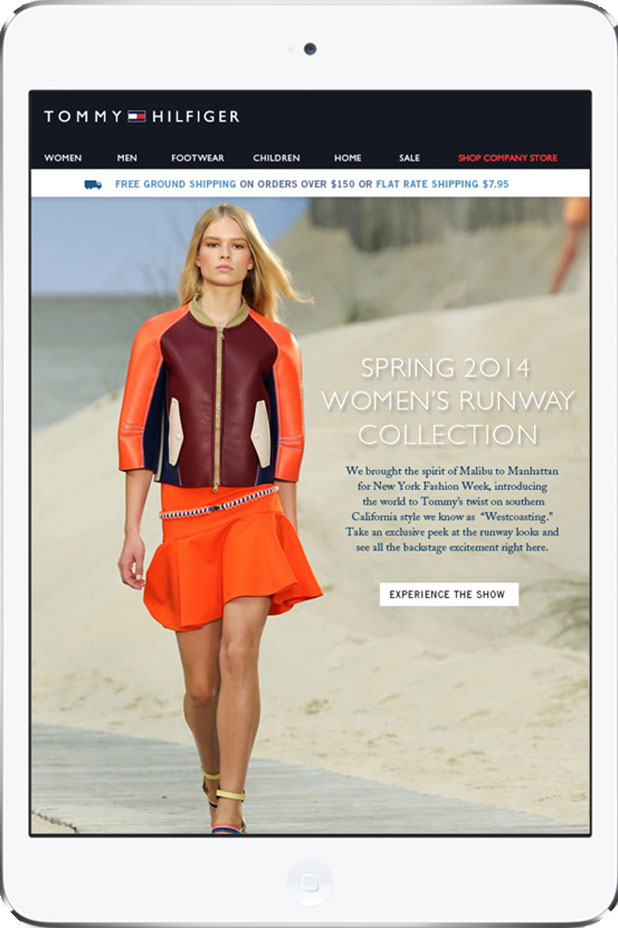 TOMMY HILFIGER
WOMEN MEN FOOTWEAR CHILDREN HOME SALE SHOP COMPANY STORE
FREE GROUND SHIPPING ON ORDERS OVER $150 OR FLAT RATE SHIPPING $7.95
SPRING 2014
WOMEN'S RUNWAY
COLLECTION
We brought the spirit of Malibu to Manhattan
for New York Fashion Week, introducing
the world to Tommy's twist on southern
California style we know as "Westcoasting."
Take an exclusive peek at the runway looks and
see all the backstage excitement right here.
EXPERIENCE THE SHOW